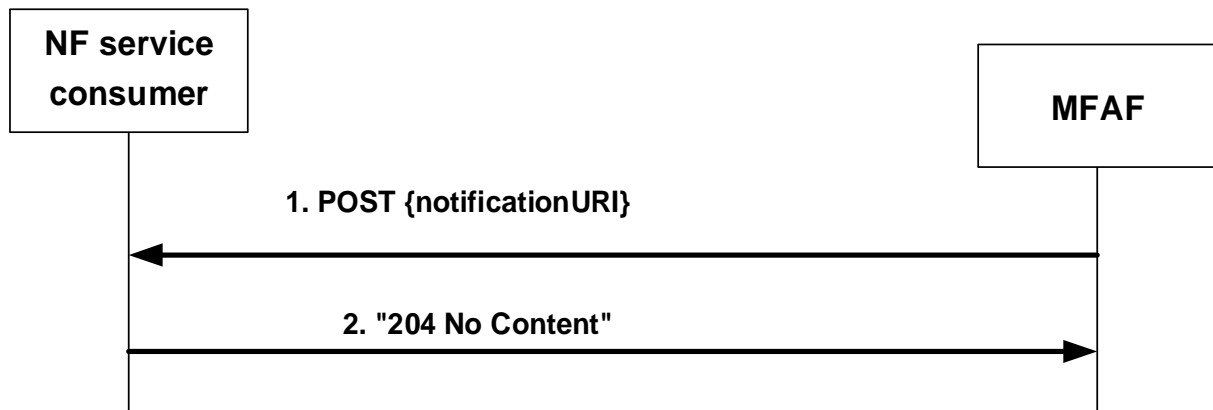 NF service
consumer
MFAF
1. POST {notificationURI}
2. "204 No Content"